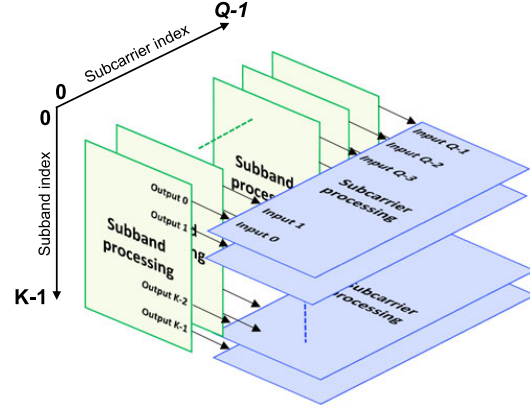 Q-1
Subcarrier index
0
0
Subband index
K-1
Input Q-1
Input Q-2
Input Q-3
Subcarrier
processing
Input 1
Input 0
Subband
processing
Output 0
Output 1
Subband
processing
Output K-2
Output K-1
Subcarrier
processing